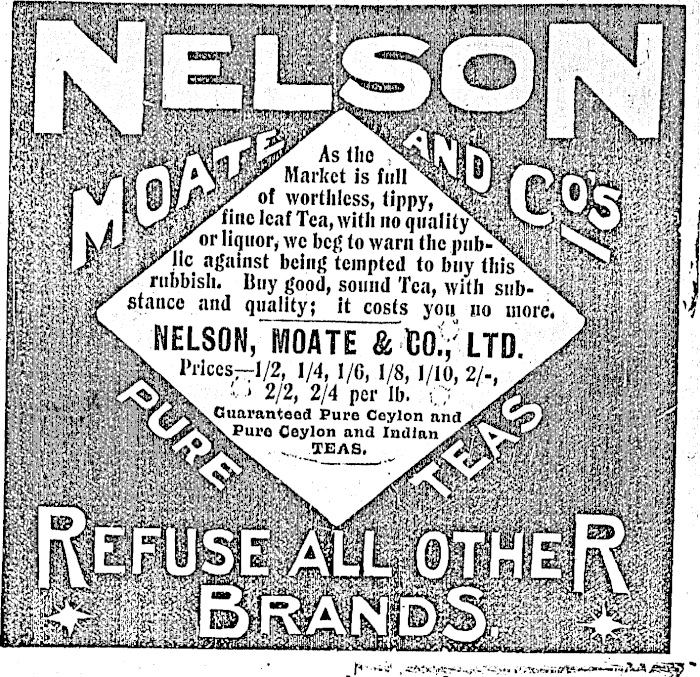 NELSON
MOATE AND CO'S
As the
Market is full
of worthless, tippy,
fine leaf Tea, with no quality
or liquor, we beg to warn the pub-
lic against being tempted to buy this
rubbish. Buy good, sound Tea, with sub-
stance and quality; it costs you no more.
NELSON, MOATE & CO., LTD.
Prices—1/2, 1/4, 1/6, 1/8, 1/10, 2/-,
2/2, 2/4 per lb.
Guaranteed Pure Ceylon and
Pure Ceylon and Indian
TEAS.
PURE TEAS
REFUSE ALL OTHER
BRANDS.